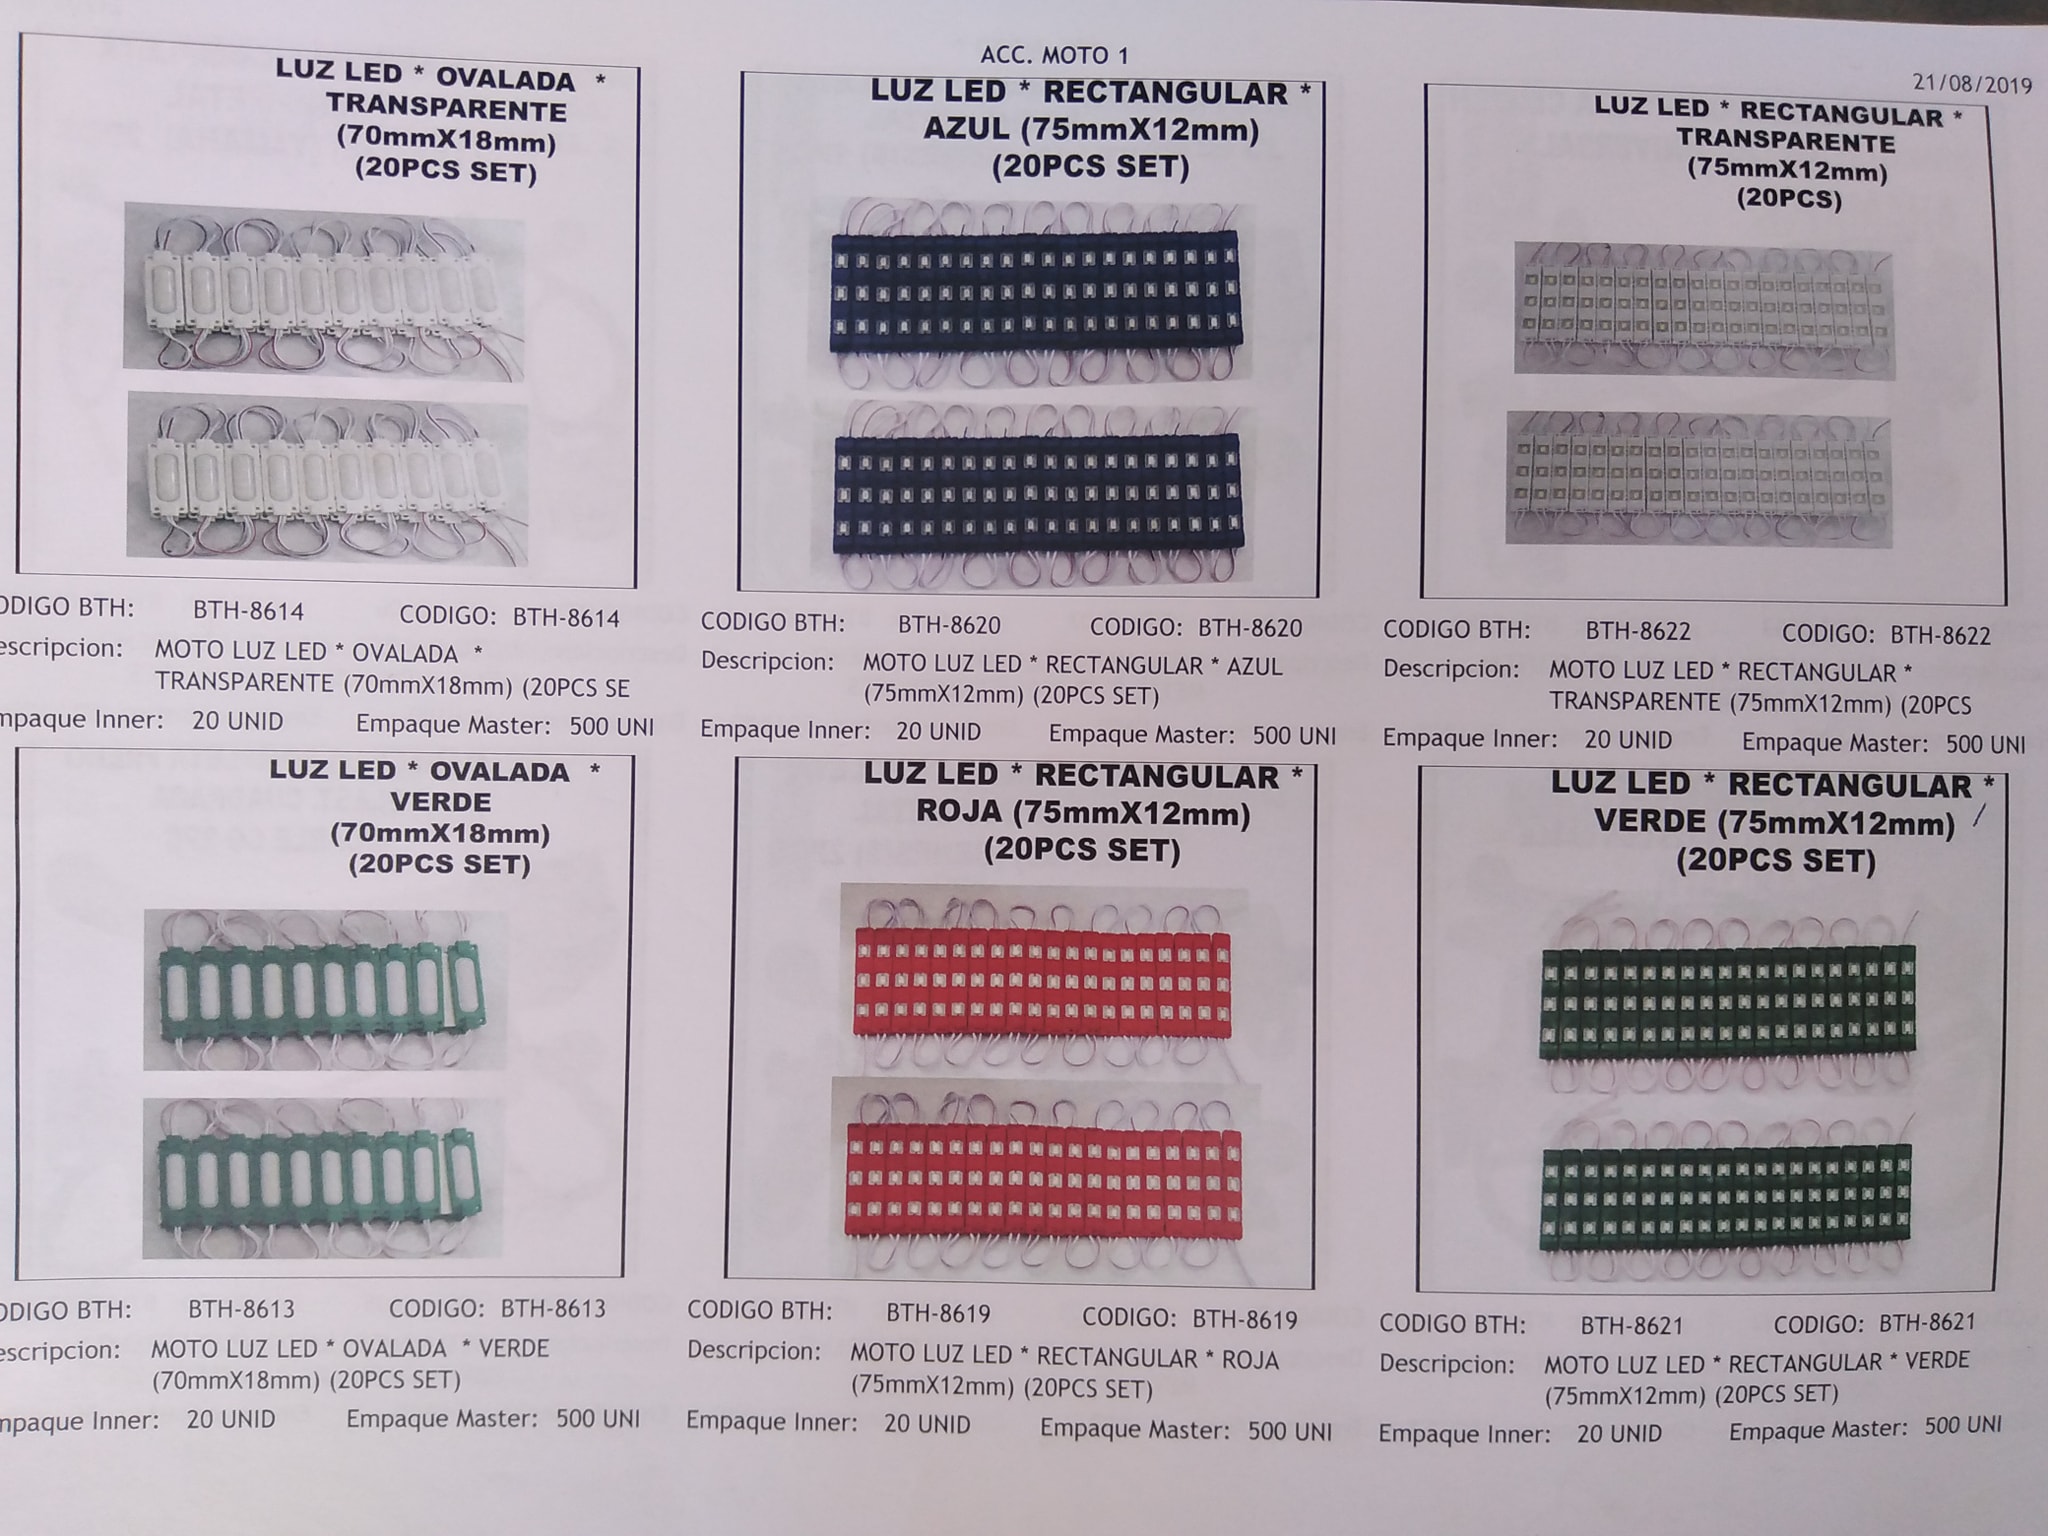 ACC. MOTO 1
21/08/2019
LUZ LED * OVALADA *
TRANSPARENTE
(70mmX18mm)
(20PCS SET)
ODIGO BTH: BTH-8614 CODIGO: BTH-8614
escripcion: MOTO LUZ LED * OVALADA *
TRANSPARENTE (70mmX18mm) (20PCS SE
mpaque Inner: 20 UNID Empaque Master: 500 UNI
LUZ LED * RECTANGULAR *
AZUL (75mmX12mm)
(20PCS SET)
CODIGO BTH: BTH-8620 CODIGO: BTH-8620
Descripcion: MOTO LUZ LED * RECTANGULAR * AZUL
(75mmX12mm) (20PCS SET)
Empaque Inner: 20 UNID Empaque Master: 500 UNI
LUZ LED * RECTANGULAR *
TRANSPARENTE
(75mmX12mm)
(20PCS)
CODIGO BTH: BTH-8622 CODIGO: BTH-8622
Descripcion: MOTO LUZ LED * RECTANGULAR *
TRANSPARENTE (75mmX12mm) (20PCS
Empaque Inner: 20 UNID Empaque Master: 500 UNI
LUZ LED * OVALADA *
VERDE
(70mmX18mm)
(20PCS SET)
ODIGO BTH: BTH-8613 CODIGO: BTH-8613
escripcion: MOTO LUZ LED * OVALADA * VERDE
(70mmX18mm) (20PCS SET)
mpaque Inner: 20 UNID Empaque Master: 500 UNI
LUZ LED * RECTANGULAR *
ROJA (75mmX12mm)
(20PCS SET)
CODIGO BTH: BTH-8619 CODIGO: BTH-8619
Descripcion: MOTO LUZ LED * RECTANGULAR * ROJA
(75mmX12mm) (20PCS SET)
Empaque Inner: 20 UNID Empaque Master: 500 UNI
LUZ LED * RECTANGULAR *
VERDE (75mmX12mm)
(20PCS SET)
CODIGO BTH: BTH-8621 CODIGO: BTH-8621
Descripcion: MOTO LUZ LED * RECTANGULAR * VERDE
(75mmX12mm) (20PCS SET)
Empaque Inner: 20 UNID Empaque Master: 500 UNI